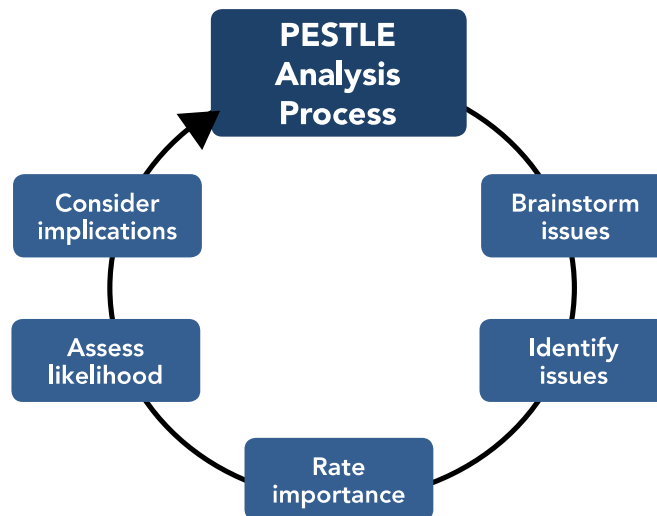 PESTLE
Analysis
Process
Brainstorm
issues
Identify
issues
Rate
importance
Assess
likelihood
Consider
implications